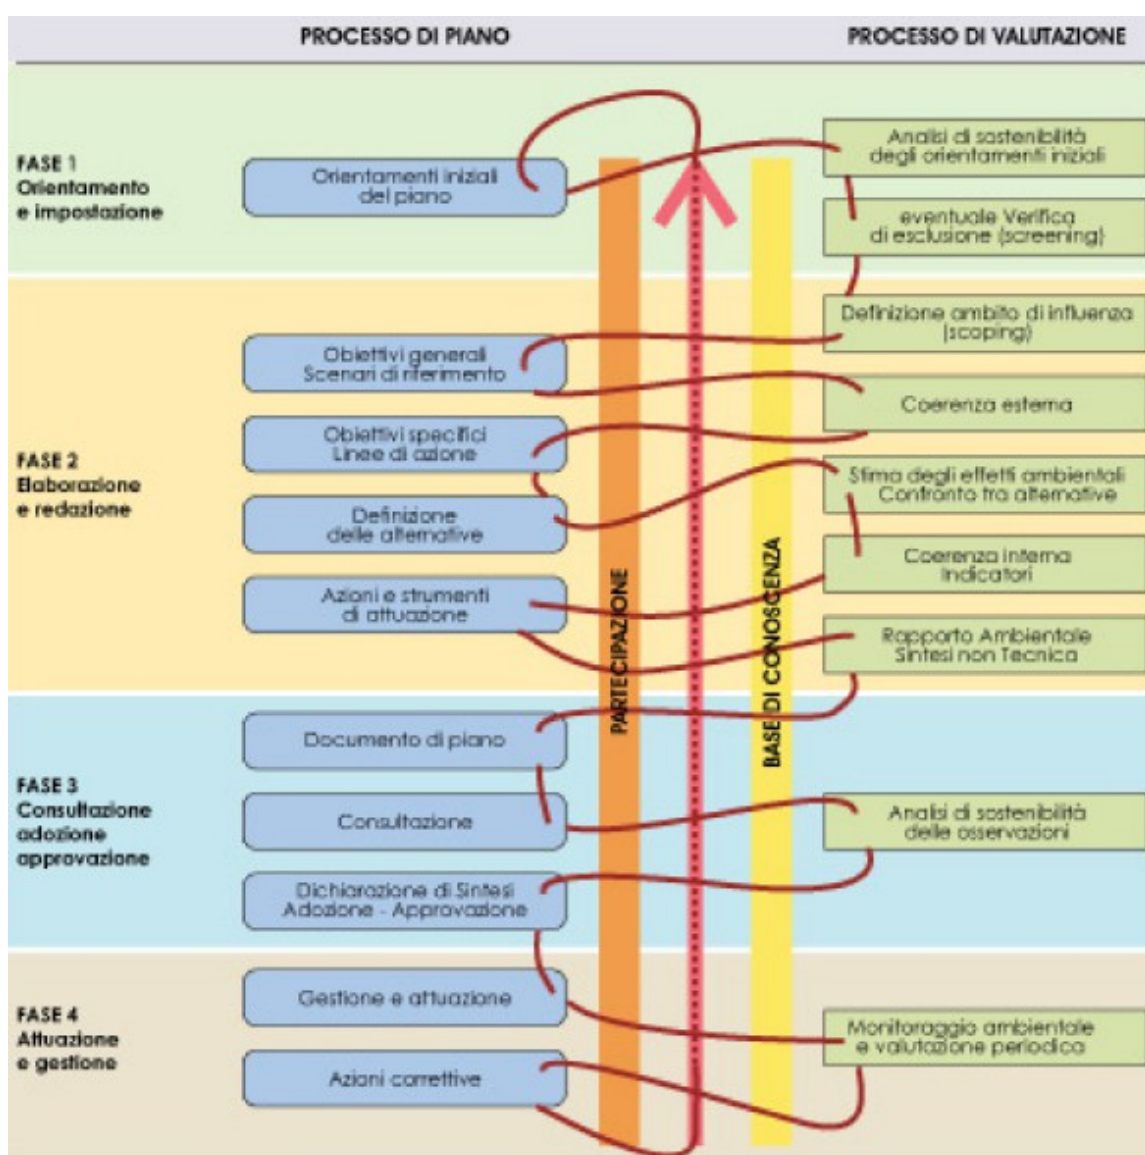 PROCESSO DI PIANO
PROCESSO DI VALUTAZIONE
FASE 1
Orientamento
e impostazione
Orientamenti iniziali
del piano
Analisi di sostenibilità
degli orientamenti iniziali
eventuale Verifica
di esclusione (screening)
FASE 2
Elaborazione
e redazione
Definizione ambito di influenza
(scoping)
Obiettivi generali
Scenari di riferimento
Coerenza esterna
Obiettivi specifici
Linee di azione
Definizione
delle alternative
Stima degli effetti ambientali
Confronto tra alternative
Coerenza interna
Indicatori
Azioni e strumenti
di attuazione
Rapporto Ambientale
Sintesi non Tecnica
PARTECIPAZIONE
BASE DI CONOSCENZA
FASE 3
Consultazione
adozione
approvazione
Documento di piano
Consultazione
Analisi di sostenibilità
delle osservazioni
Dichiarazione di Sintesi
Adozione - Approvazione
FASE 4
Attuazione
e gestione
Gestione e attuazione
Monitoraggio ambientale
e valutazione periodica
Azioni correttive